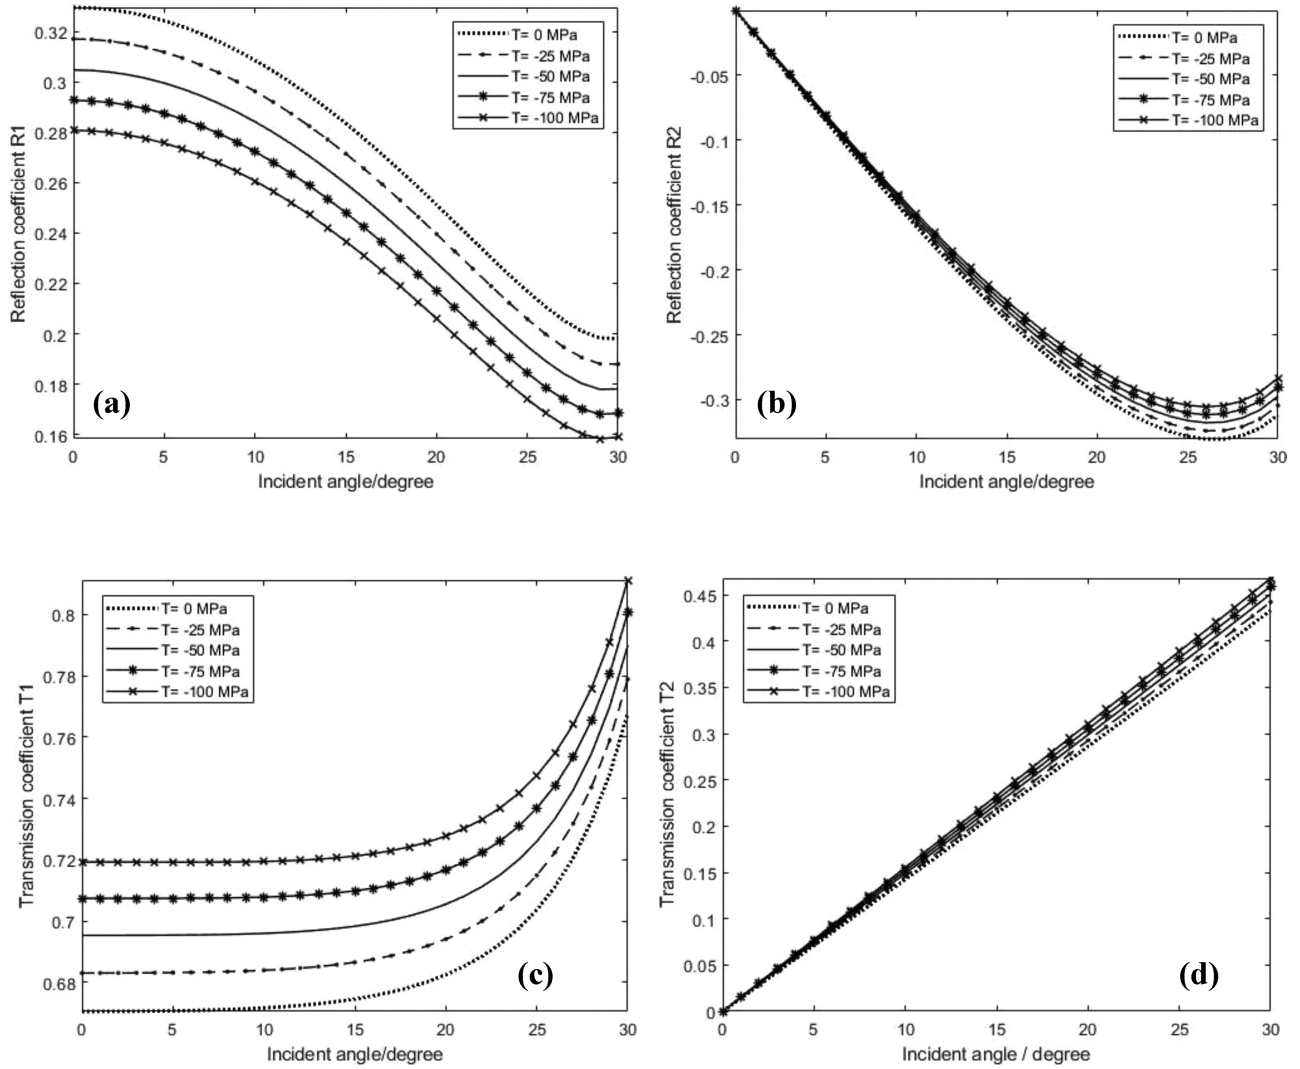 T= 0 MPa
T= -25 MPa
T= -50 MPa
T= -75 MPa
T= -100 MPa
0.32
0.3
0.28
0.26
0.24
0.22
0.2
0.18
0.16
Reflection coefficient R1
(a)
0 5 10 15 20 25 30
Incident angle/degree
T= 0 MPa
T= -25 MPa
T= -50 MPa
T= -75 MPa
T= -100 MPa
-0.05
-0.1
-0.15
-0.2
-0.25
-0.3
Reflection coefficient R2
(b)
0 5 10 15 20 25 30
Incident angle/degree
T= 0 MPa
T= -25 MPa
T= -50 MPa
T= -75 MPa
T= -100 MPa
0.8
0.78
0.76
0.74
0.72
0.7
0.68
Transmission coefficient T1
(c)
0 5 10 15 20 25 30
Incident angle/degree
T= 0 MPa
T= -25 MPa
T= -50 MPa
T= -75 MPa
T= -100 MPa
0.45
0.4
0.35
0.3
0.25
0.2
0.15
0.1
0.05
0
Transmission coefficient T2
(d)
0 5 10 15 20 25 30
Incident angle / degree